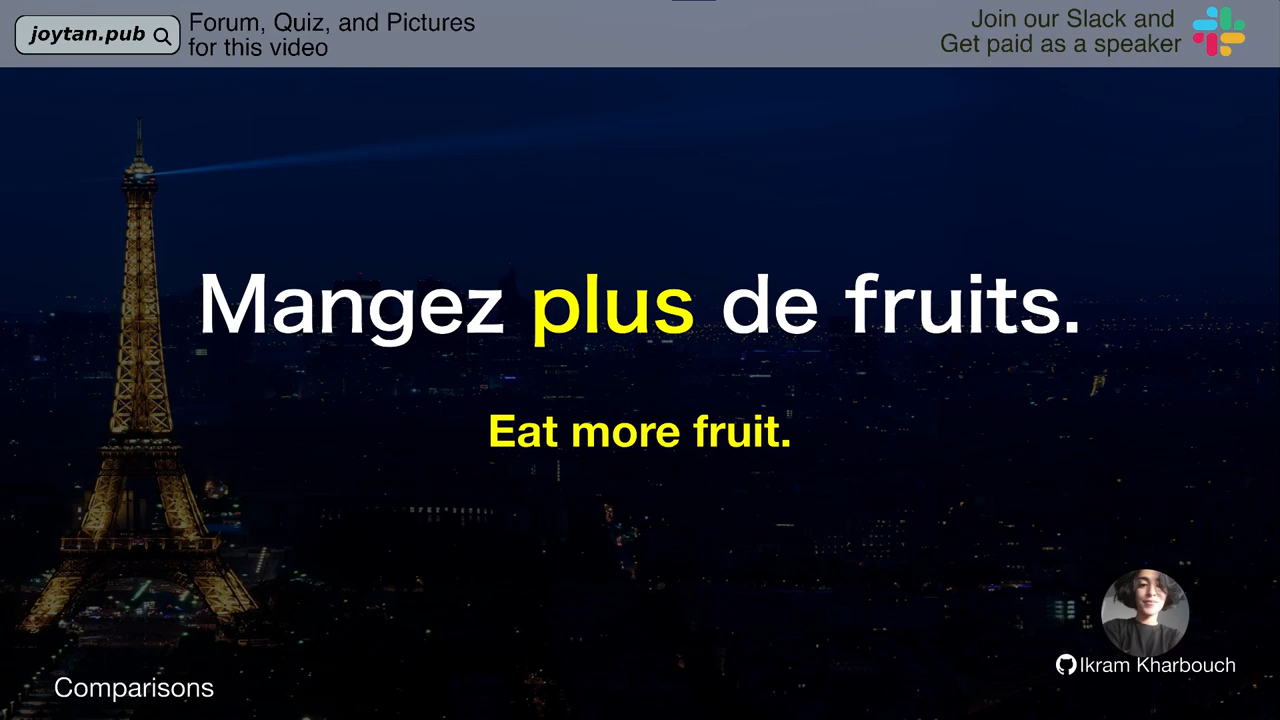 joytan.pub
Forum, Quiz, and Pictures
for this video
Join our Slack and
Get paid as a speaker
Mangez plus de fruits.
Eat more fruit.
Ikram Kharbouch
Comparisons